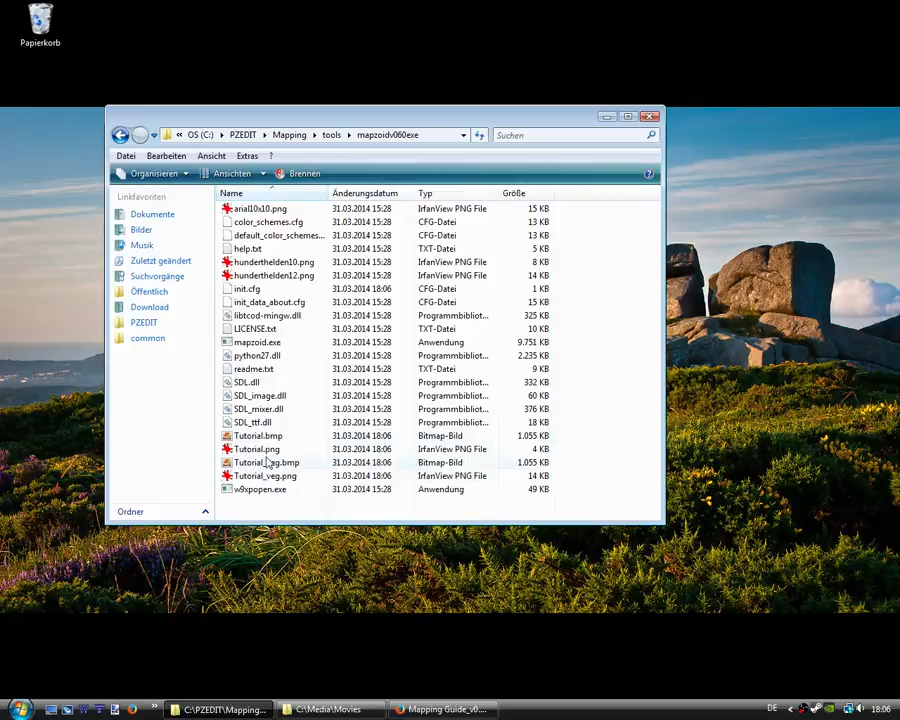 Papierkorb
« OS (C:) ▸ PZEDIT ▸ Mapping ▸ tools ▸ mapzoidv060exe
Suchen
Datei Bearbeiten Ansicht Extras ?
Organisieren Ansichten Brennen
Linkfavoriten
Dokumente
Bilder
Musik
Zuletzt geändert
Suchvorgänge
Öffentlich
Download
PZEDIT
common
Ordner
Name Änderungsdatum Typ Größe
arial10x10.png 31.03.2014 15:28 IrfanView PNG File 15 KB
color_schemes.cfg 31.03.2014 15:28 CFG-Datei 13 KB
default_color_schemes... 31.03.2014 15:28 CFG-Datei 13 KB
help.txt 31.03.2014 15:28 TXT-Datei 5 KB
hunderthelden10.png 31.03.2014 15:28 IrfanView PNG File 8 KB
hunderthelden12.png 31.03.2014 15:28 IrfanView PNG File 14 KB
init.cfg 31.03.2014 18:06 CFG-Datei 1 KB
init_data_about.cfg 31.03.2014 15:28 CFG-Datei 15 KB
libtcod-mingw.dll 31.03.2014 15:28 Programmbibliot... 325 KB
LICENSE.txt 31.03.2014 15:28 TXT-Datei 10 KB
mapzoid.exe 31.03.2014 15:28 Anwendung 9.751 KB
python27.dll 31.03.2014 15:28 Programmbibliot... 2.235 KB
readme.txt 31.03.2014 15:28 TXT-Datei 9 KB
SDL.dll 31.03.2014 15:28 Programmbibliot... 332 KB
SDL_image.dll 31.03.2014 15:28 Programmbibliot... 60 KB
SDL_mixer.dll 31.03.2014 15:28 Programmbibliot... 376 KB
SDL_ttf.dll 31.03.2014 15:28 Programmbibliot... 18 KB
Tutorial.bmp 31.03.2014 18:06 Bitmap-Bild 1.055 KB
Tutorial.png 31.03.2014 18:06 IrfanView PNG File 4 KB
Tutorial_veg.bmp 31.03.2014 18:06 Bitmap-Bild 1.055 KB
Tutorial_veg.png 31.03.2014 18:06 IrfanView PNG File 14 KB
w9xpopen.exe 31.03.2014 15:28 Anwendung 49 KB
C:\PZEDIT\Mapping... C:\Media\Movies Mapping Guide_v0.... DE 18:06